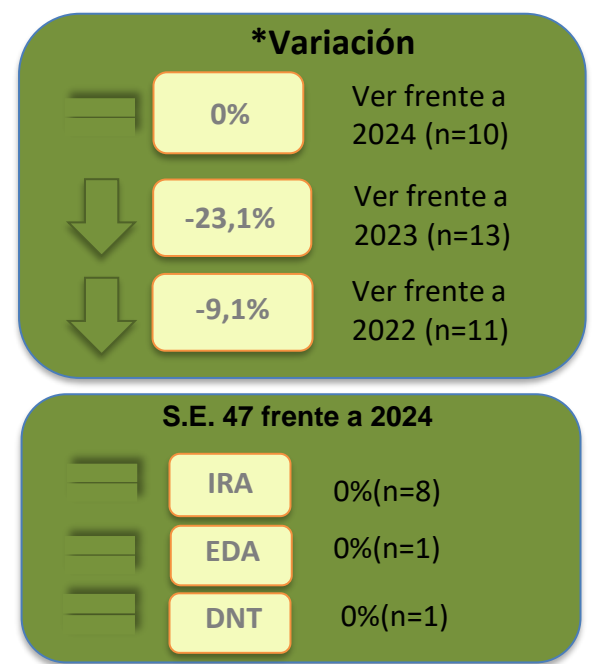 *Variación
0%
Ver frente a
2024 (n=10)
-23,1%
Ver frente a
2023 (n=13)
-9,1%
Ver frente a
2022 (n=11)
S.E. 47 frente a 2024
IRA
0%(n=8)
EDA
0%(n=1)
DNT
0%(n=1)